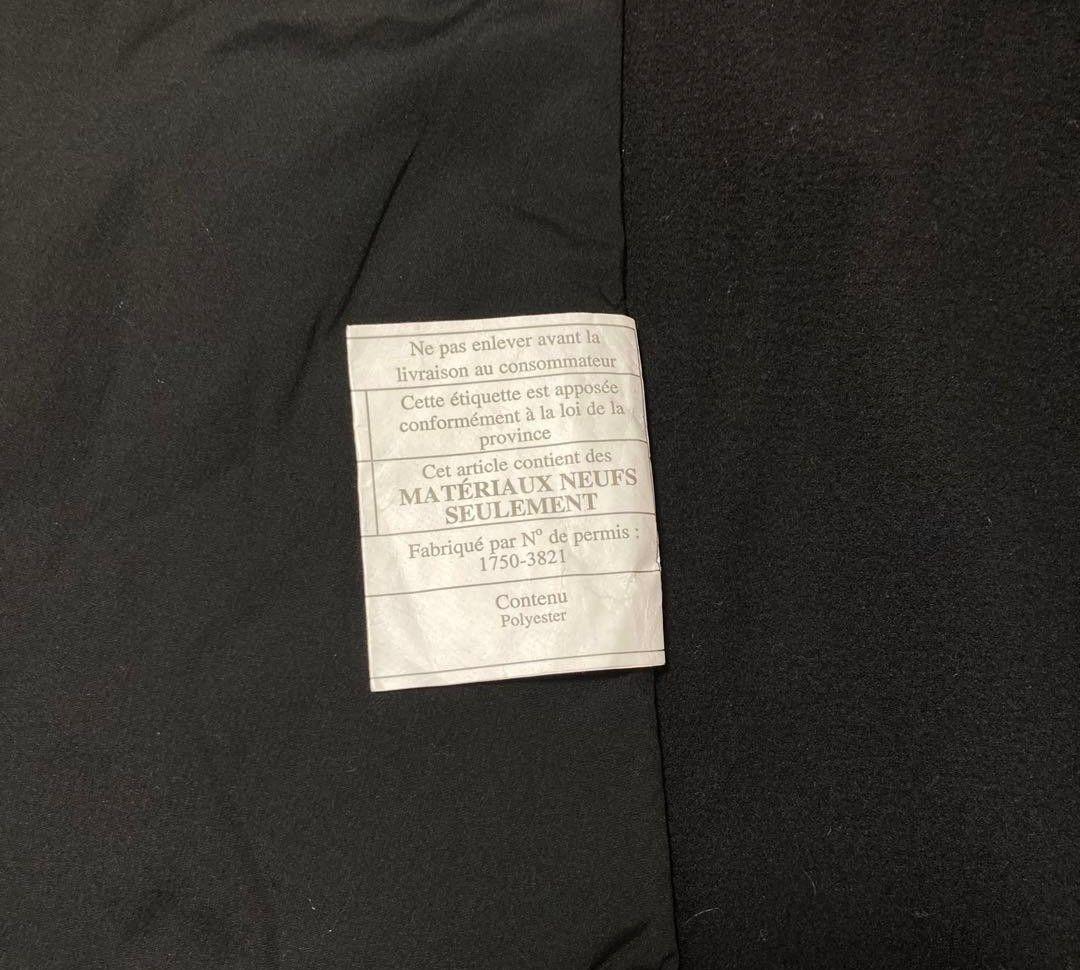 Ne pas enlever avant la
livraison au consommateur
Cette étiquette est apposée
conformément à la loi de la
province
Cet article contient des
MATÉRIAUX NEUFS
SEULEMENT
Fabriqué par Nº de permis :
1750-3821
Contenu
Polyester